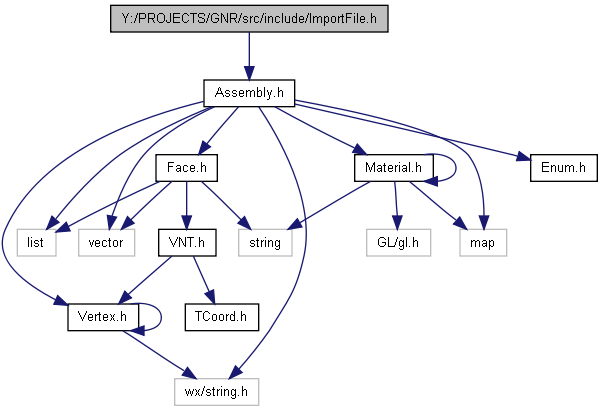 Y:/PROJECTS/GNR/src/include/ImportFile.h
Assembly.h
Face.h
Material.h
Enum.h
list
vector
VNT.h
string
GL/gl.h
map
Vertex.h
TCoord.h
wx/string.h